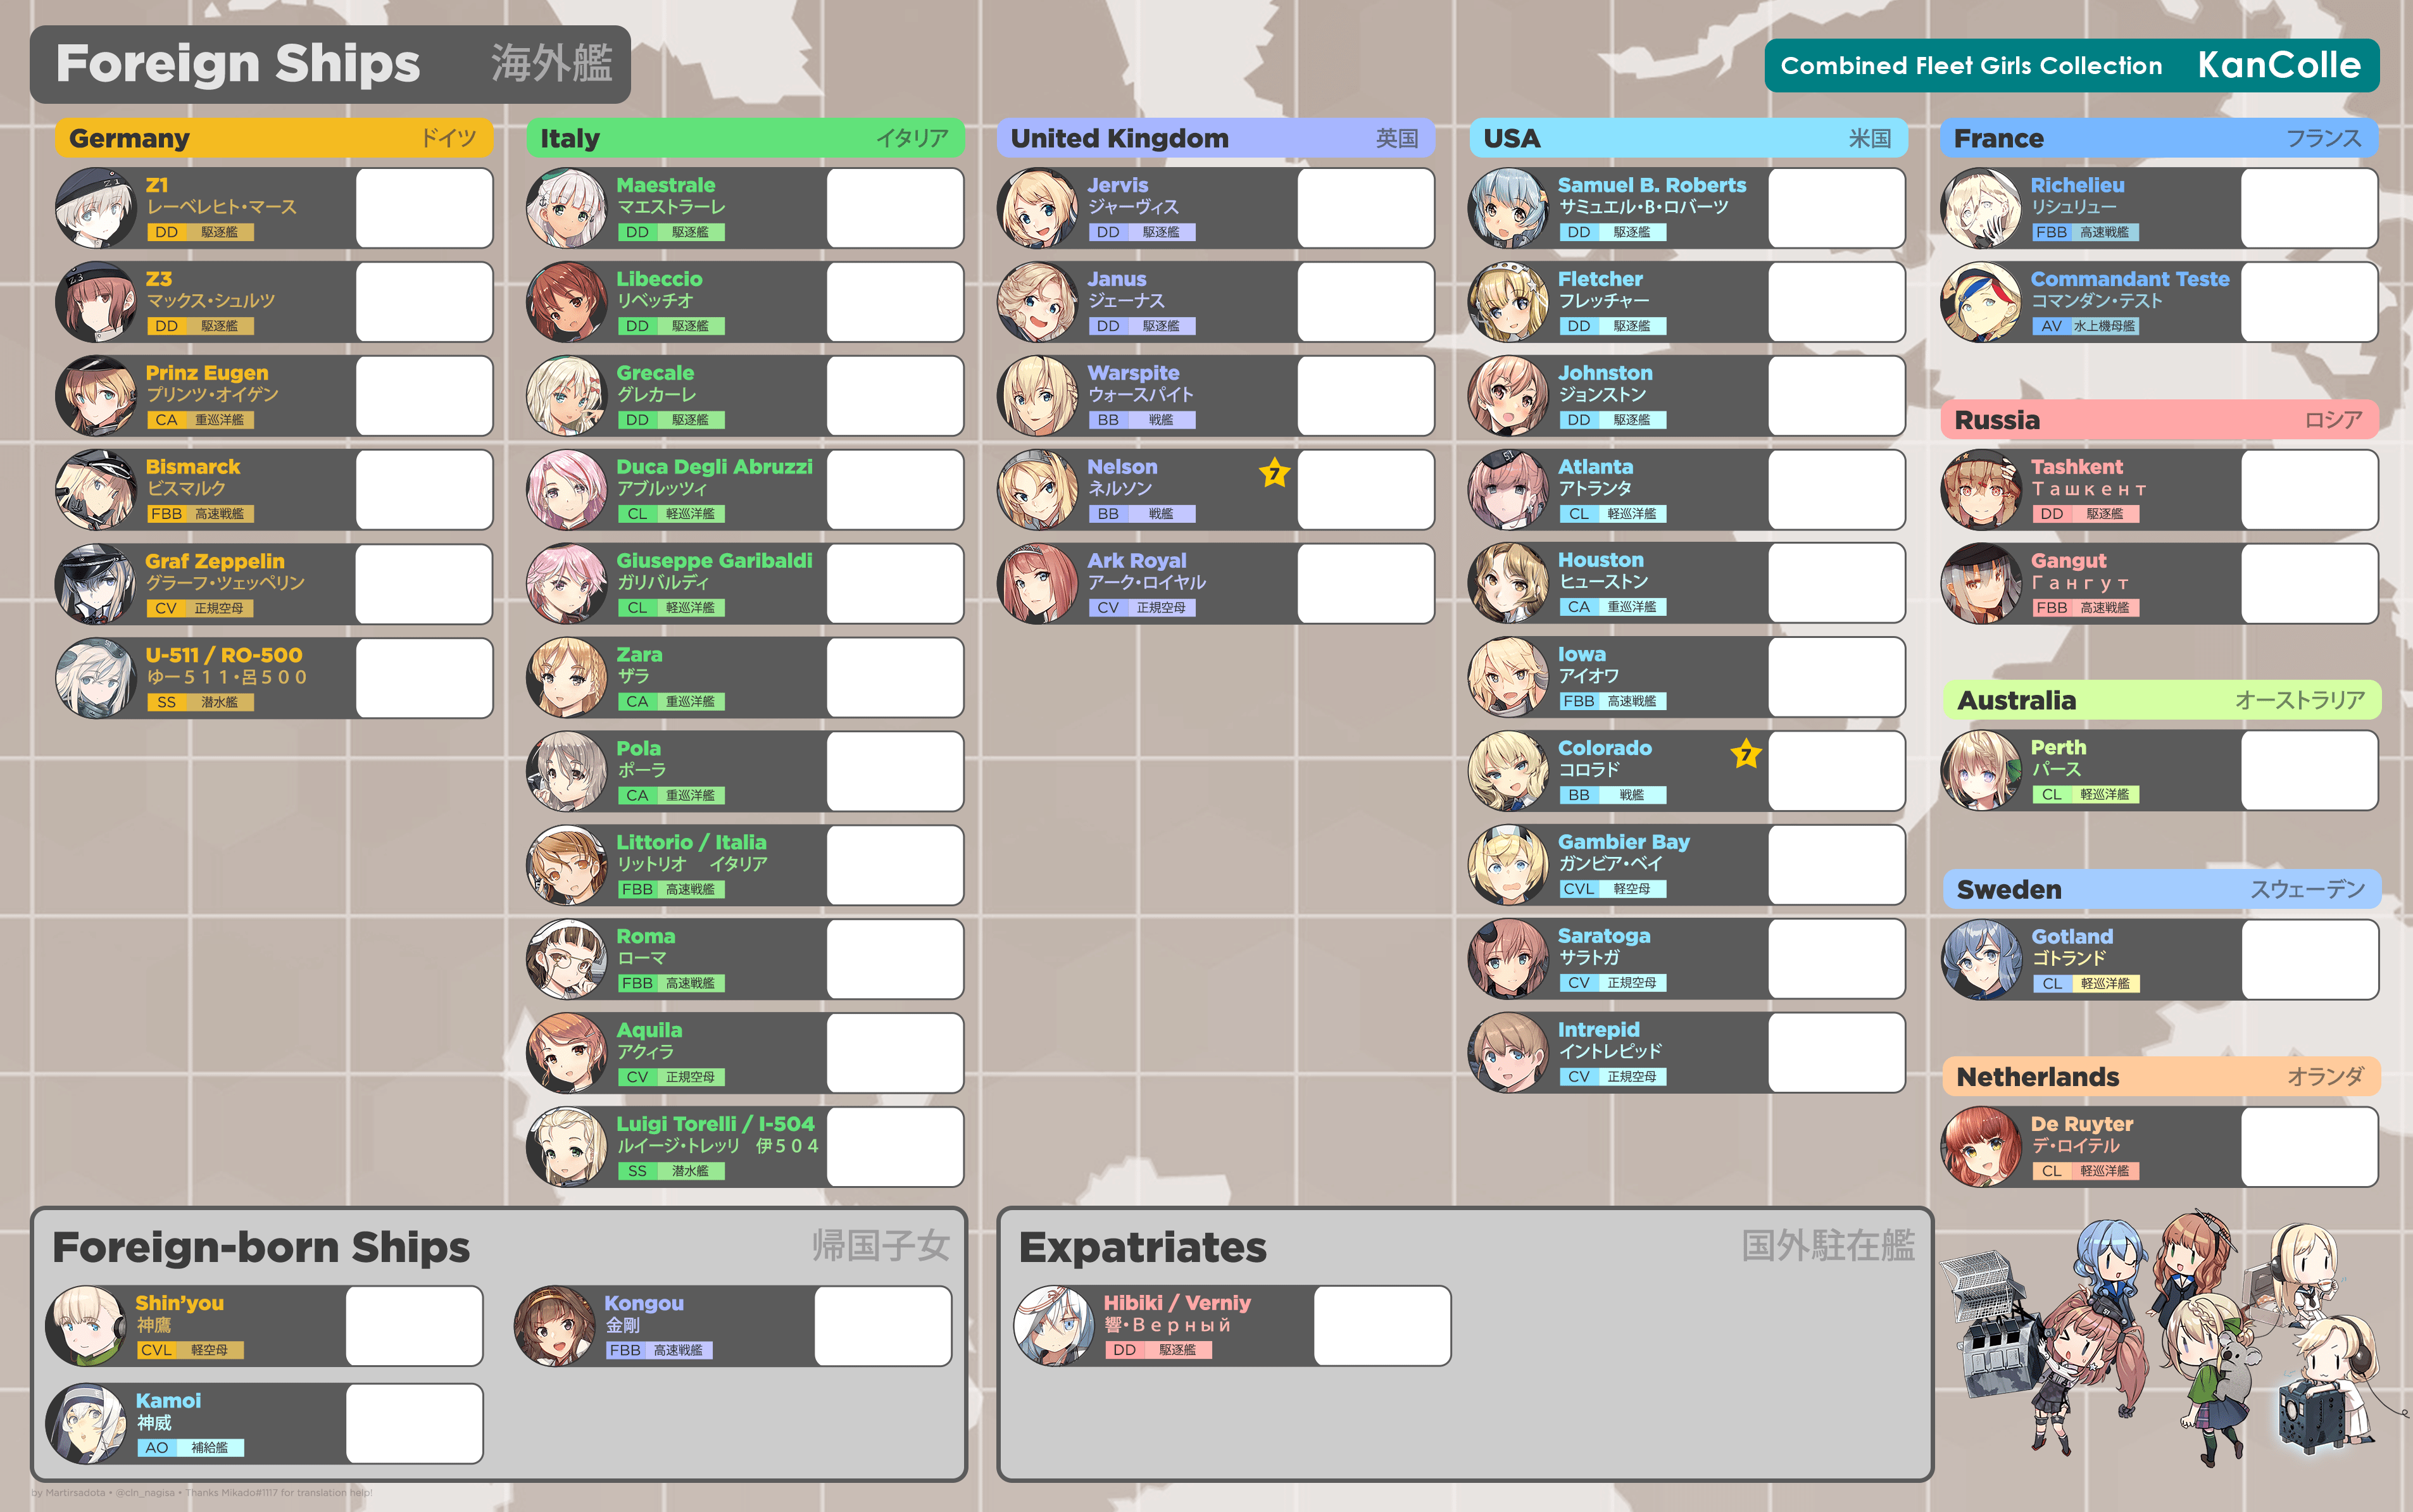 Foreign Ships 海外艦
Combined Fleet Girls Collection KanColle
Germany ドイツ
Z1
レーベレヒト・マース
DD 駆逐艦
Z3
マックス・シュルツ
DD 駆逐艦
Prinz Eugen
プリンツ・オイゲン
CA 重巡洋艦
Bismarck
ビスマルク
FBB 高速戦艦
Graf Zeppelin
グラーフ・ツェッペリン
CV 正規空母
U-511 / RO-500
ゆー５１１・呂５００
SS 潜水艦
Italy イタリア
Maestrale
マエストラーレ
DD 駆逐艦
Libeccio
リベッチオ
DD 駆逐艦
Grecale
グレカーレ
DD 駆逐艦
Duca Degli Abruzzi
アブルッツィ
CL 軽巡洋艦
Giuseppe Garibaldi
ガリバルディ
CL 軽巡洋艦
Zara
ザラ
CA 重巡洋艦
Pola
ポーラ
CA 重巡洋艦
Littorio / Italia
リットリオ　イタリア
FBB 高速戦艦
Roma
ローマ
FBB 高速戦艦
Aquila
アクィラ
CV 正規空母
Luigi Torelli / I-504
ルイージ・トレッリ　伊５０４
SS 潜水艦
United Kingdom 英国
Jervis
ジャーヴィス
DD 駆逐艦
Janus
ジェーナス
DD 駆逐艦
Warspite
ウォースパイト
BB 戦艦
Nelson 7
ネルソン
BB 戦艦
Ark Royal
アーク・ロイヤル
CV 正規空母
USA 米国
Samuel B. Roberts
サミュエル・B・ロバーツ
DD 駆逐艦
Fletcher
フレッチャー
DD 駆逐艦
Johnston
ジョンストン
DD 駆逐艦
Atlanta
アトランタ
CL 軽巡洋艦
Houston
ヒューストン
CA 重巡洋艦
Iowa
アイオワ
FBB 高速戦艦
Colorado 7
コロラド
BB 戦艦
Gambier Bay
ガンビア・ベイ
CVL 軽空母
Saratoga
サラトガ
CV 正規空母
Intrepid
イントレピッド
CV 正規空母
France フランス
Richelieu
リシュリュー
FBB 高速戦艦
Commandant Teste
コマンダン・テスト
AV 水上機母艦
Russia ロシア
Tashkent
Ташкент
DD 駆逐艦
Gangut
Гангут
FBB 高速戦艦
Australia オーストラリア
Perth
パース
CL 軽巡洋艦
Sweden スウェーデン
Gotland
ゴトランド
CL 軽巡洋艦
Netherlands オランダ
De Ruyter
デ・ロイテル
CL 軽巡洋艦
Foreign-born Ships 帰国子女
Shin'you
神鷹
CVL 軽空母
Kongou
金剛
FBB 高速戦艦
Kamoi
神威
AO 補給艦
Expatriates 国外駐在艦
Hibiki / Verniy
響・Верный
DD 駆逐艦
by Martirsadota • @cln_nagisa • Thanks Mikado#1117 for translation help!